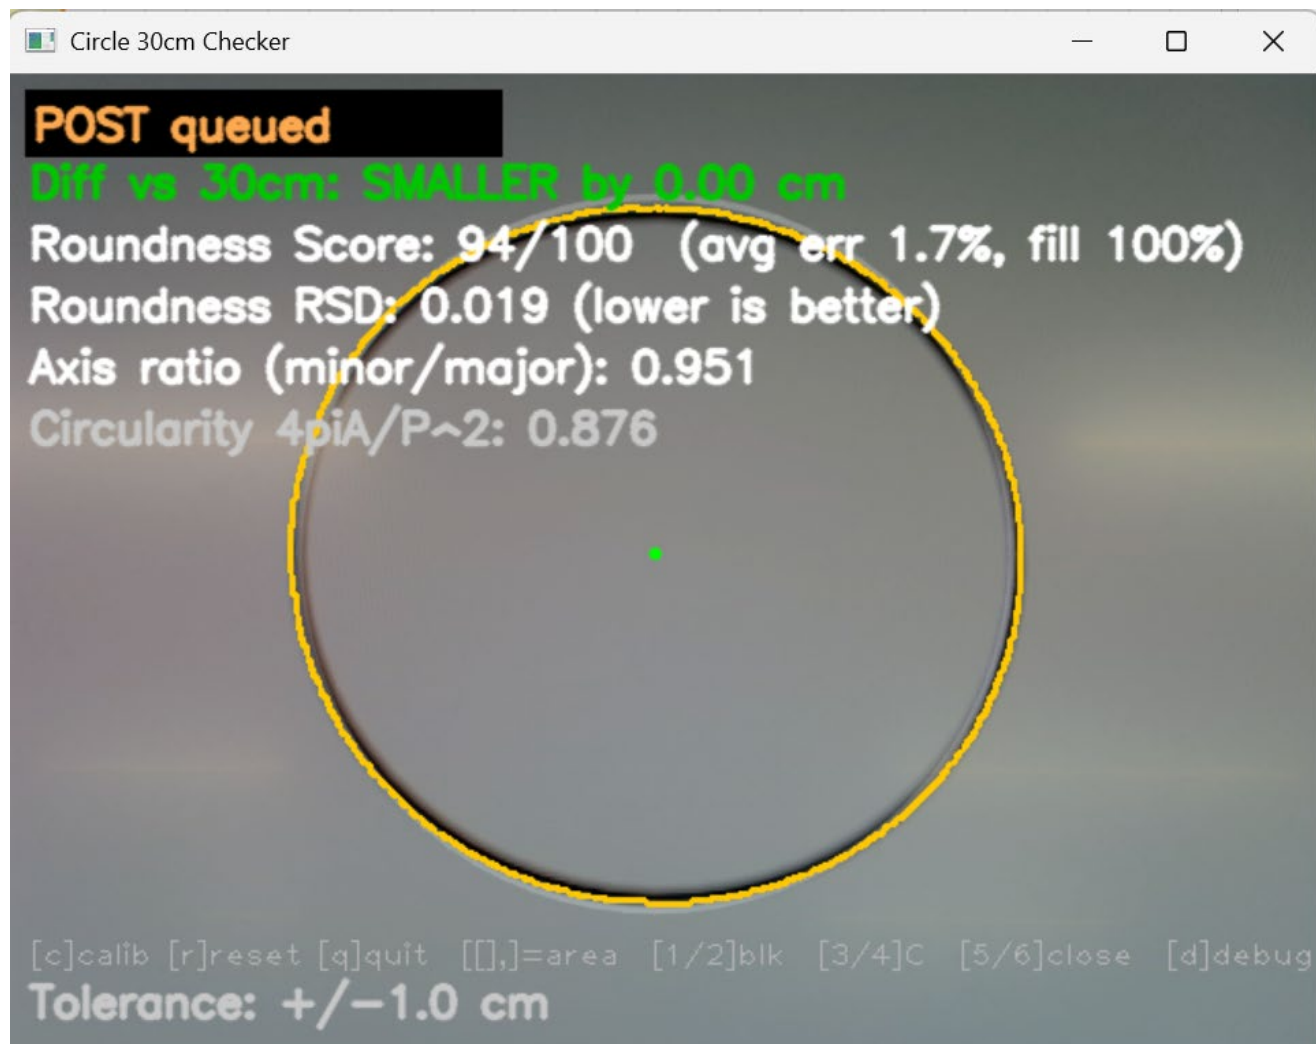 Circle 30cm Checker
POST queued
Diff vs 30cm: SMALLER by 0.00 cm
Roundness Score: 94/100 (avg err 1.7%, fill 100%)
Roundness RSD: 0.019 (lower is better)
Axis ratio (minor/major): 0.951
Circularity 4piA/P^2: 0.876
[c]calib [r]reset [q]quit [[],]=area [1/2]blk [3/4]C [5/6]close [d]debug
Tolerance: +/-1.0 cm